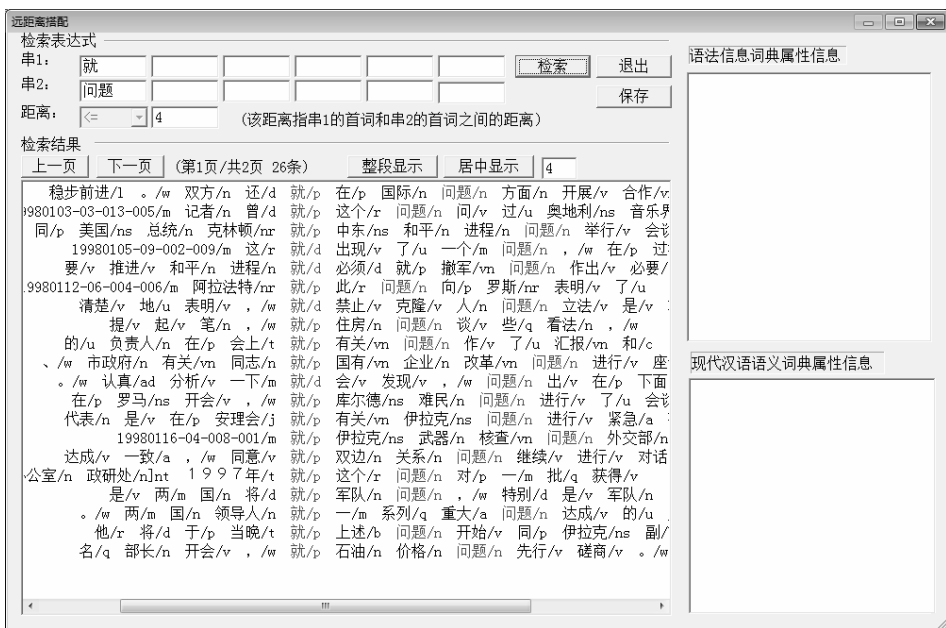 远距离搭配
检索表达式
串1: 就 检索 退出
串2: 问题 保存
距离: <= 4 (该距离指串1的首词和串2的首词之间的距离)
检索结果
上一页 下一页 (第1页/共2页 26条) 整段显示 居中显示 4
稳步前进/l 。/w 双方/n 还/d 就/p 在/p 国际/n 问题/n 方面/n 开展/v 合作/v
9980103-03-013-005/m 记者/n 曾/d 就/p 这个/r 问题/n 问/v 过/u 奥地利/ns 音乐
同/p 美国/ns 总统/n 克林顿/nr 就/p 中东/ns 和平/n 进程/n 问题/n 举行/v
19980105-09-002-009/m 这/r 就/d 出现/v 了/u 一个/m 问题/n ,/w 在/p
要/v 推进/v 和平/n 进程/n 就/d 必须/d 就/p 撤军/vn 问题/n 作出/v 必要/
9980112-06-004-006/m 阿拉法特/nr 就/p 此/r 问题/n 向/p 罗斯/nr 表明/v 了/u
清楚/v 地/u 表明/v ,/w 就/d 禁止/v 克隆/v 人/n 问题/n 立法/v 是/v
提/v 起/v 笔/n ,/w 就/p 住房/n 问题/n 谈/v 些/q 看法/n ,/w
的/u 负责人/n 在/p 会上/t 就/p 有关/vn 问题/n 作/v 了/u 汇报/vn 和/c
、/w 市政府/n 有关/vn 同志/n 就/p 国有/vn 企业/n 改革/vn 问题/n 进行/v 座
。/w 认真/ad 分析/v 一下/m 就/d 会/v 发现/v ,/w 问题/n 出/v 在/p 下面
在/p 罗马/ns 开会/v ,/w 就/p 库尔德/ns 难民/n 问题/n 进行/v 了/u
代表/n 是/v 在/p 安理会/j 就/p 有关/vn 伊拉克/ns 问题/n 进行/v 紧急/a
19980116-04-008-001/m 就/p 伊拉克/ns 武器/n 核查/vn 问题/n 外交部/n
达成/v 一致/a ,/w 同意/v 就/p 双边/n 关系/n 问题/n 继续/v 进行/v 对话
公室/n 政研处/n]nt 1997年/t 就/p 这个/r 问题/n 对/p 一/m 批/q 获得/v
是/v 两/m 国/n 将/d 就/p 军队/n 问题/n ,/w 特别/d 是/v 军队/n
。/w 两/m 国/n 领导人/n 就/p 一/m 系列/q 重大/a 问题/n 达成/v 的/u
他/r 将/d 于/p 当晚/t 就/p 上述/b 问题/n 开始/v 同/p 伊拉克/ns 副/
名/q 部长/n 开会/v ,/w 就/p 石油/n 价格/n 问题/n 先行/v 磋商/v 。/w
语法信息词典属性信息
现代汉语语义词典属性信息